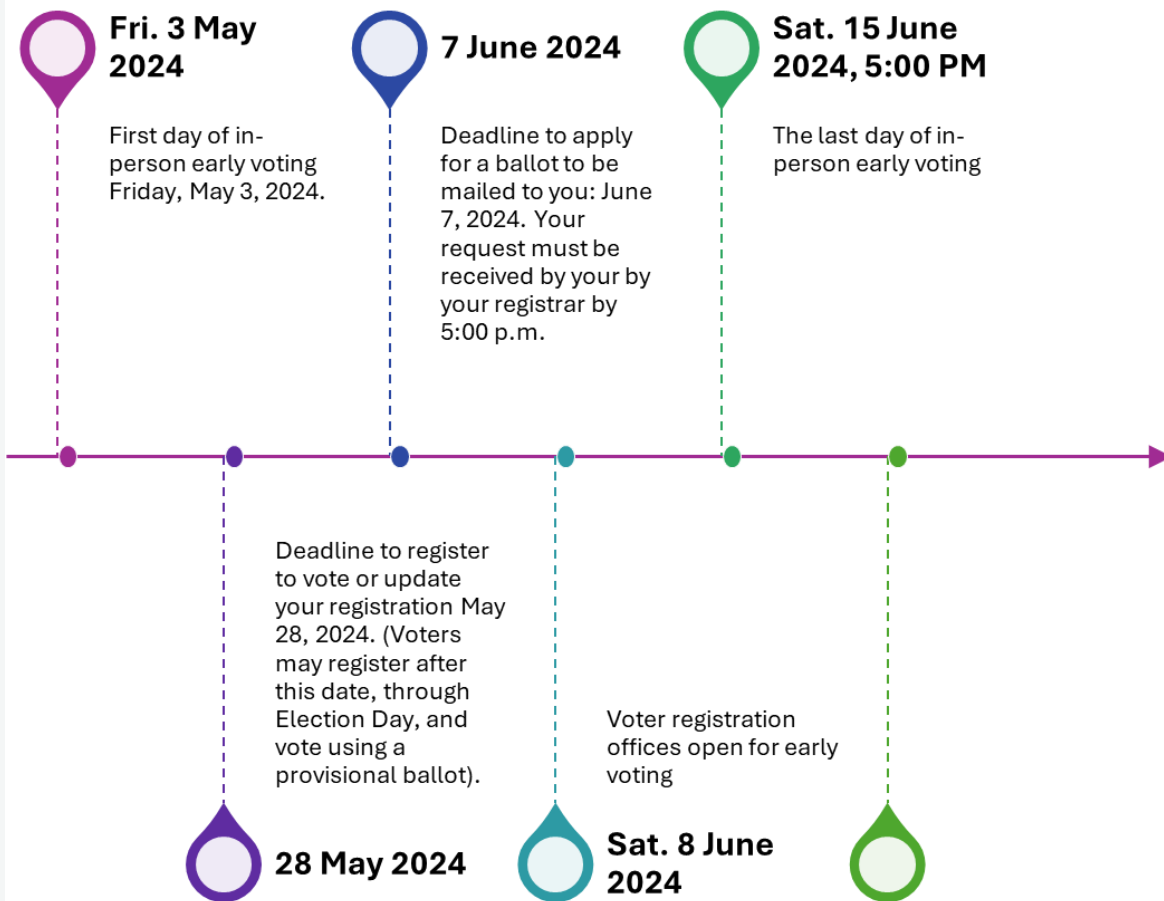 Fri. 3 May
2024
First day of in-
person early voting
Friday, May 3, 2024.
Deadline to register
to vote or update
your registration May
28, 2024. (Voters
may register after
this date, through
Election Day, and
vote using a
provisional ballot).
28 May 2024
7 June 2024
Deadline to apply
for a ballot to be
mailed to you: June
7, 2024. Your
request must be
received by your by
your registrar by
5:00 p.m.
Voter registration
offices open for early
voting
Sat. 8 June
2024
Sat. 15 June
2024, 5:00 PM
The last day of in-
person early voting